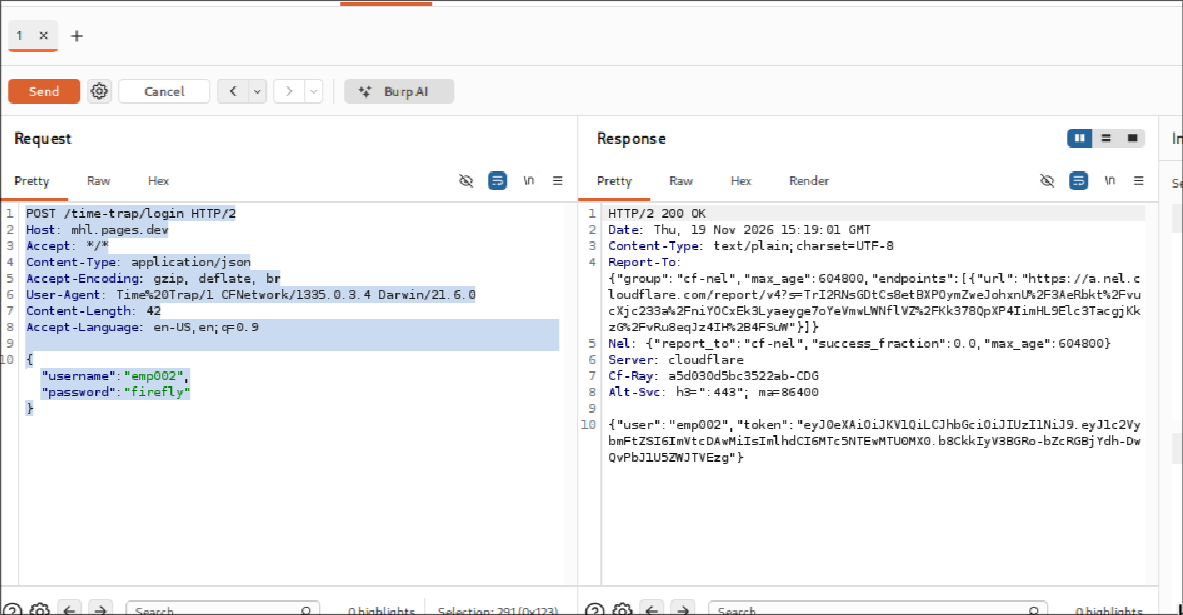 1 × +
Send Cancel < > Burp AI
Request
Pretty Raw Hex \n
1 POST /time-trap/login HTTP/2
2 Host: mhl.pages.dev
3 Accept: */*
4 Content-Type: application/json
5 Accept-Encoding: gzip, deflate, br
6 User-Agent: Time%20Trap/1 CFNetwork/1335.0.3.4 Darwin/21.6.0
7 Content-Length: 42
8 Accept-Language: en-US,en;q=0.9
9
10 {
"username":"emp002",
"password":"firefly"
}
Search 0 highlights Selection: 291 (0x123)
Response
Pretty Raw Hex Render \n
1 HTTP/2 200 OK
2 Date: Thu, 19 Nov 2026 15:19:01 GMT
3 Content-Type: text/plain;charset=UTF-8
4 Report-To:
{"group":"cf-nel","max_age":604800,"endpoints":[{"url":"https://a.nel.c
5 Nel: {"report_to":"cf-nel","success_fraction":0.0,"max_age":604800}
6 Server: cloudflare
7 Cf-Ray: a5d030d5bc3522ab-CDG
8 Alt-Svc: h3=":443"; ma=86400
9
10 {"user":"emp002","token":
Search 0 highlights